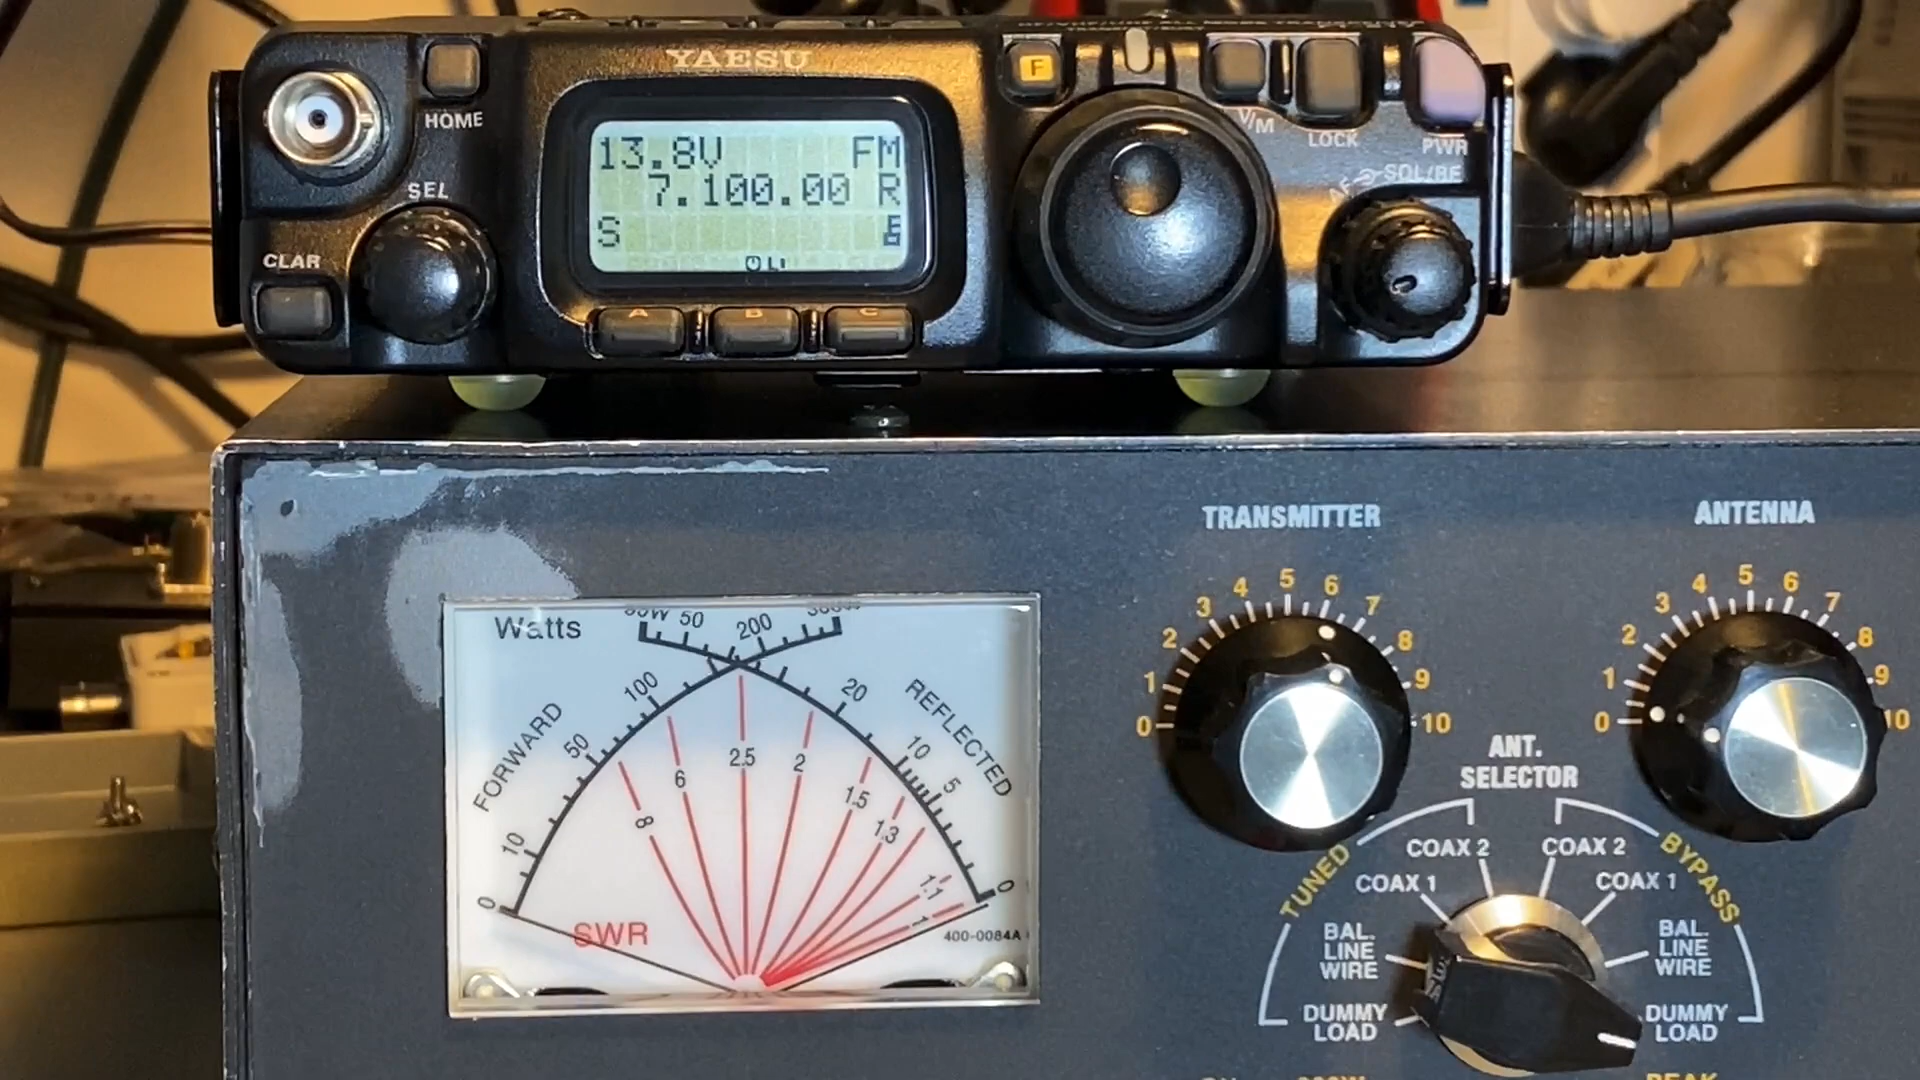 YAESU
F
HOME
V/M
LOCK
PWR
SEL
AF
SQL/RF
CLAR
13.8V FM
7.100.00 R
S
A B C
TRANSMITTER
ANTENNA
0 1 2 3 4 5 6 7 8 9 10
0 1 2 3 4 5 6 7 8 9 10
Watts
50
200
FORWARD
0 10 50 100
REFLECTED
20 10 5 0
8 6 2.5 2 1.5 1.3 1.1 1
SWR
400-0084A
ANT.
SELECTOR
TUNED
BYPASS
COAX 2
COAX 2
COAX 1
COAX 1
BAL.
LINE
WIRE
BAL.
LINE
WIRE
DUMMY
LOAD
DUMMY
LOAD
PEAK